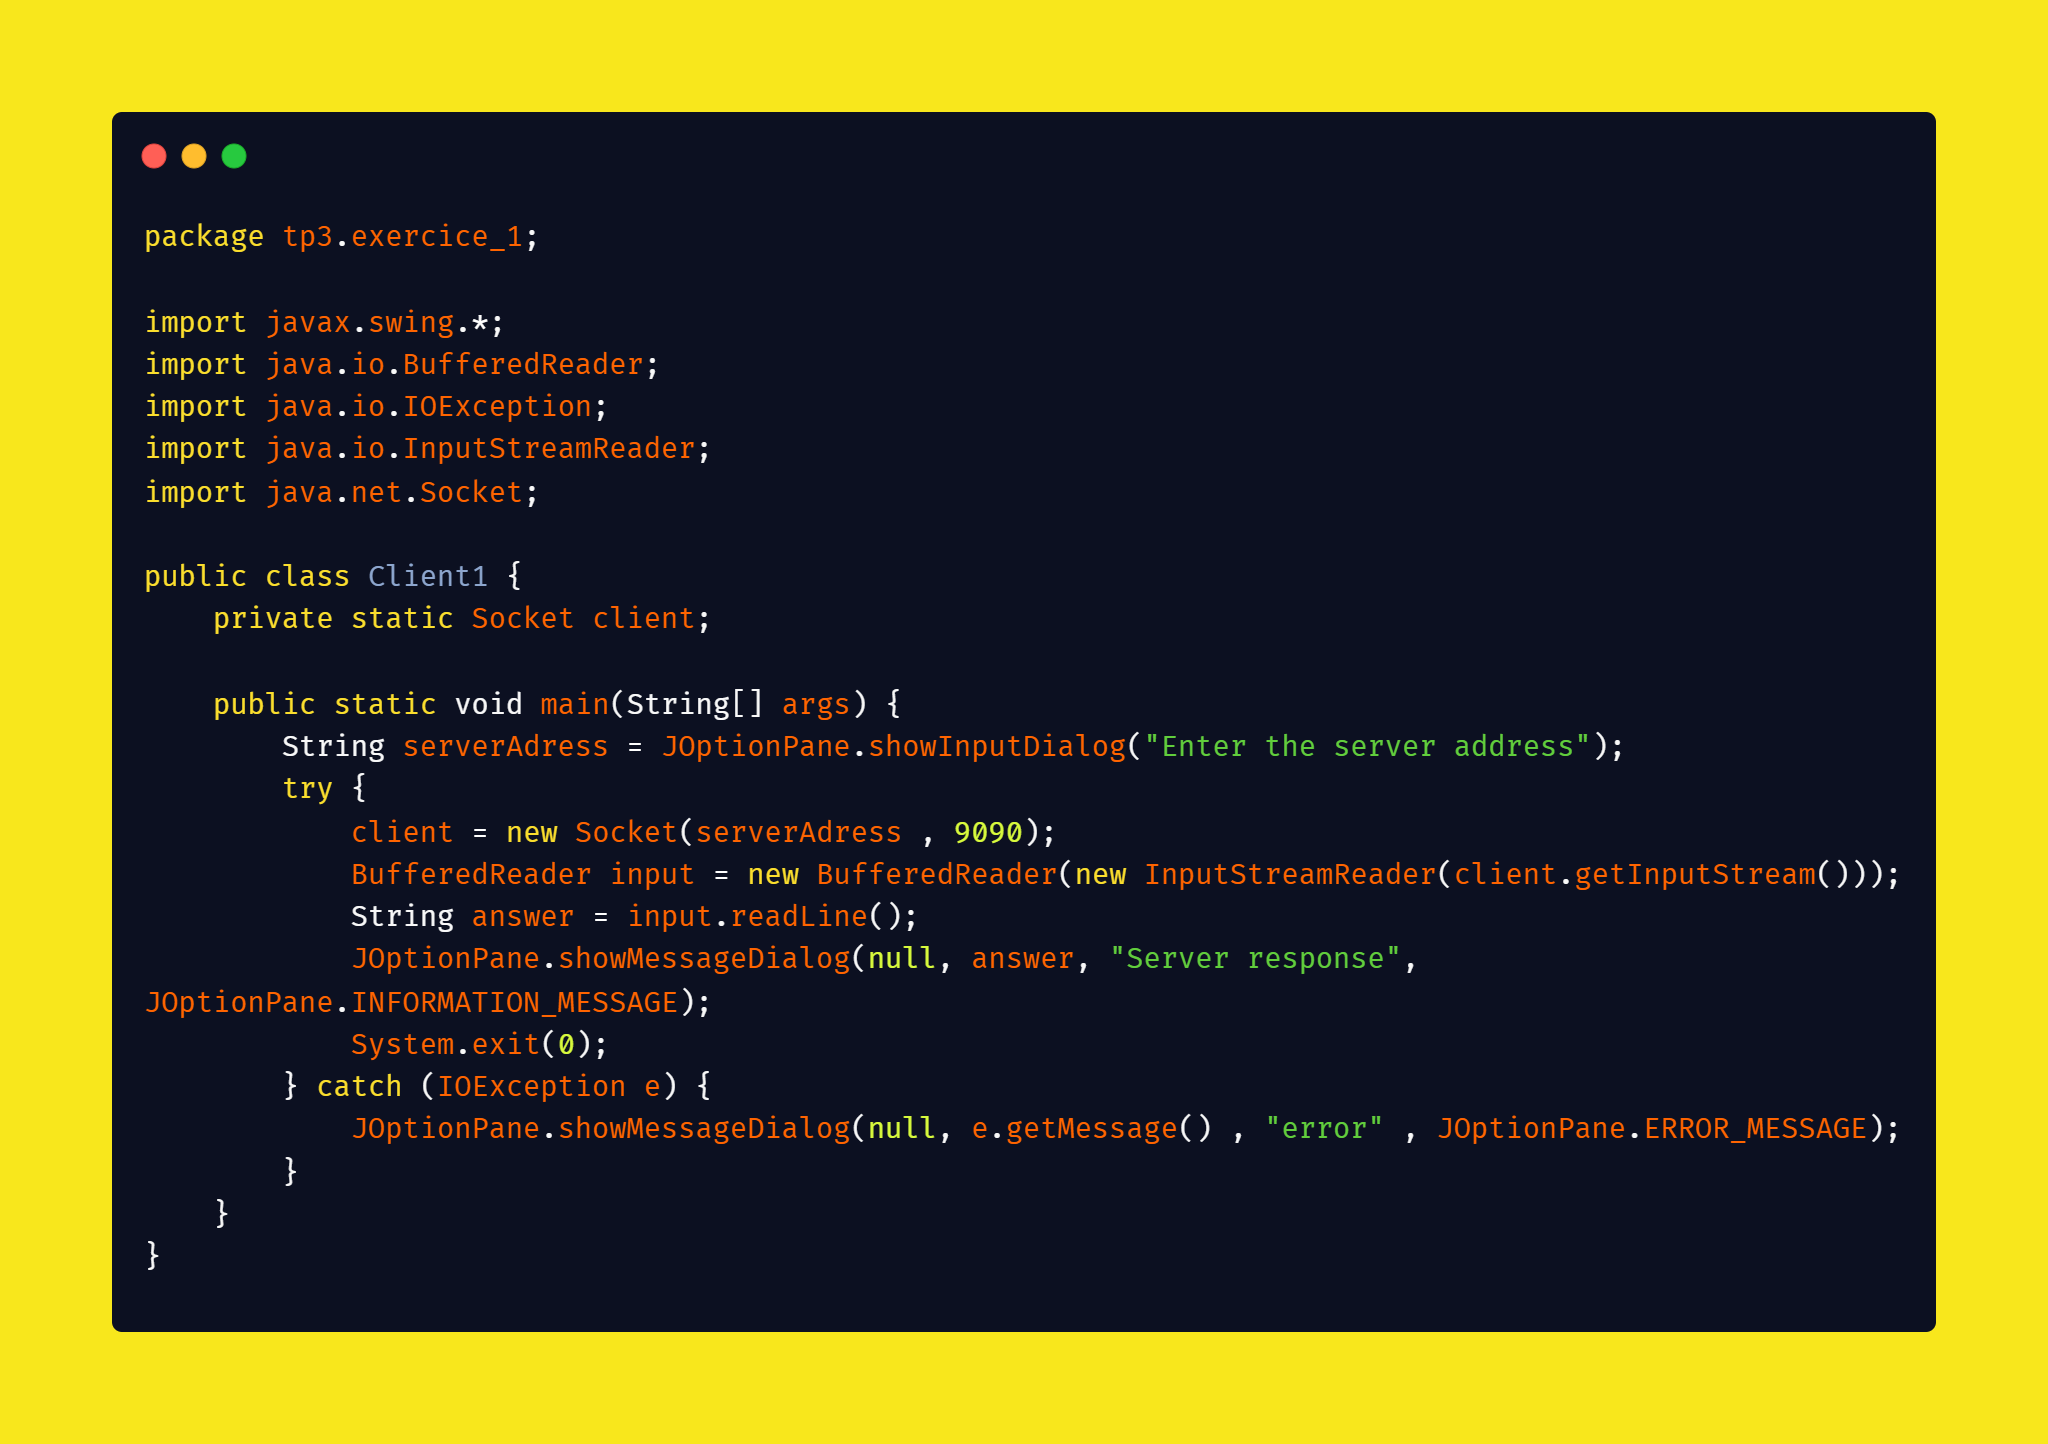 package tp3.exercice_1;

import javax.swing.*;
import java.io.BufferedReader;
import java.io.IOException;
import java.io.InputStreamReader;
import java.net.Socket;

public class Client1 {
    private static Socket client;

    public static void main(String[] args) {
        String serverAdress = JOptionPane.showInputDialog("Enter the server address");
        try {
            client = new Socket(serverAdress , 9090);
            BufferedReader input = new BufferedReader(new InputStreamReader(client.getInputStream()));
            String answer = input.readLine();
            JOptionPane.showMessageDialog(null, answer, "Server response",
JOptionPane.INFORMATION_MESSAGE);
            System.exit(0);
        } catch (IOException e) {
            JOptionPane.showMessageDialog(null, e.getMessage() , "error" , JOptionPane.ERROR_MESSAGE);
        }
    }
}